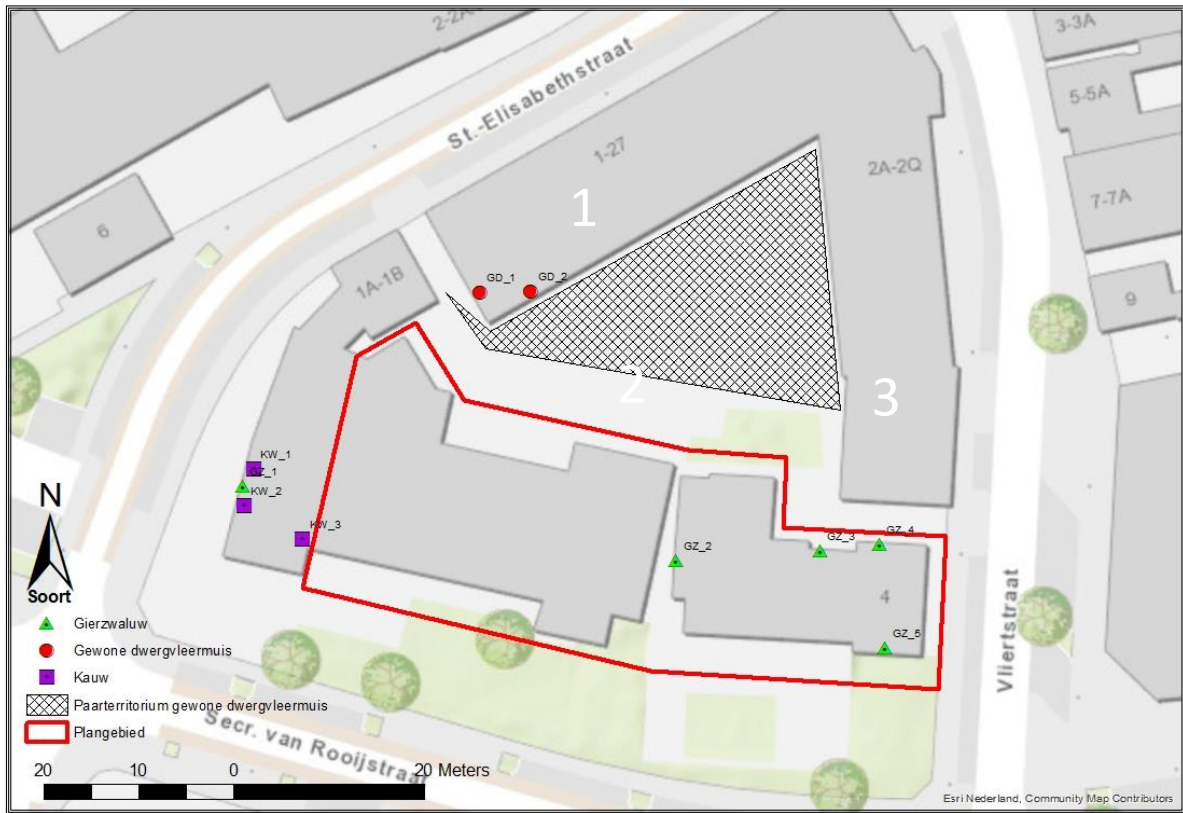 2-2A
3-3A
St.-Elisabethstraat
5-5A
1-27
2A-2Q
7-7A
1
6
GD_1
GD_2
1A-1B
9
2
3
KW_1
GZ_1
KW_2
KW_3
GZ_2
GZ_3
GZ_4
4
GZ_5
Vliertstraat
Secr. van Rooijstraat
N
Soort
Gierzwaluw
Gewone dwergvleermuis
Kauw
Paarterritorium gewone dwergvleermuis
Plangebied
20 10 0 20 Meters
Esri Nederland, Community Map Contributors